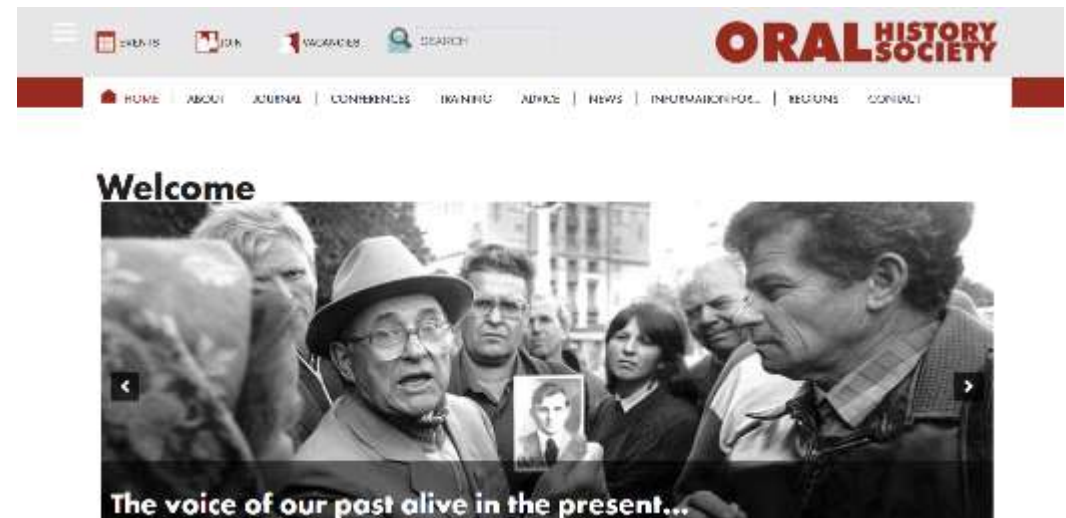 EVENTS JOIN VACANCIES SEARCH
ORAL HISTORY SOCIETY
HOME ABOUT JOURNAL | CONFERENCES TRAINING ADVICE | NEWS | INFORMATION FOR... | REGIONS CONTACT
Welcome
The voice of our past alive in the present...